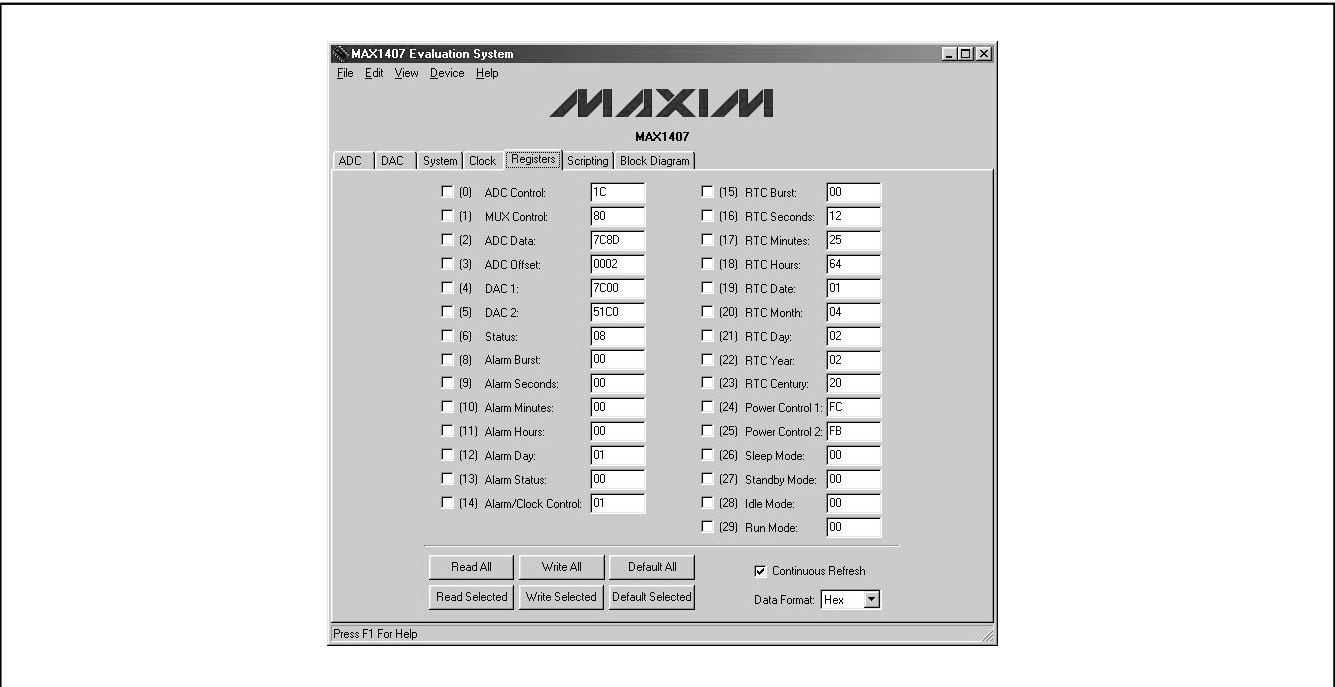 MAX1407 Evaluation System
File Edit View Device Help
MAXIM
MAX1407
ADC DAC System Clock Registers Scripting Block Diagram
(0) ADC Control: 1C
(1) MUX Control: 80
(2) ADC Data: 7C8D
(3) ADC Offset: 0002
(4) DAC 1: 7C00
(5) DAC 2: 51C0
(6) Status: 08
(8) Alarm Burst: 00
(9) Alarm Seconds: 00
(10) Alarm Minutes: 00
(11) Alarm Hours: 00
(12) Alarm Day: 01
(13) Alarm Status: 00
(14) Alarm/Clock Control: 01
(15) RTC Burst: 00
(16) RTC Seconds: 12
(17) RTC Minutes: 25
(18) RTC Hours: 64
(19) RTC Date: 01
(20) RTC Month: 04
(21) RTC Day: 02
(22) RTC Year: 02
(23) RTC Century: 20
(24) Power Control 1: FC
(25) Power Control 2: FB
(26) Sleep Mode: 00
(27) Standby Mode: 00
(28) Idle Mode: 00
(29) Run Mode: 00
Read All Write All Default All
Read Selected Write Selected Default Selected
Continuous Refresh
Data Format: Hex
Press F1 For Help